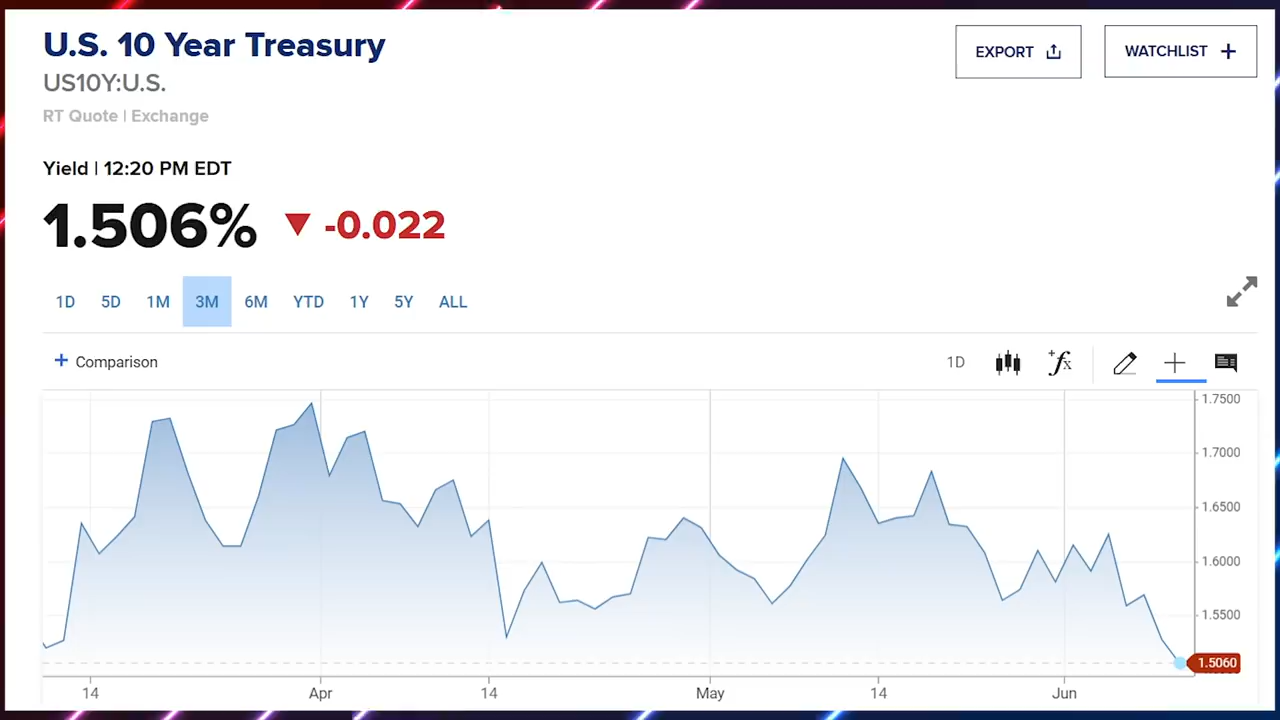 U.S. 10 Year Treasury
US10Y:U.S.
RT Quote | Exchange
EXPORT
WATCHLIST +
Yield | 12:20 PM EDT
1.506% ▼ -0.022
1D 5D 1M 3M 6M YTD 1Y 5Y ALL
+ Comparison
1D
+fx
1.7500
1.7000
1.6500
1.6000
1.5500
1.5060
14 Apr 14 May 14 Jun